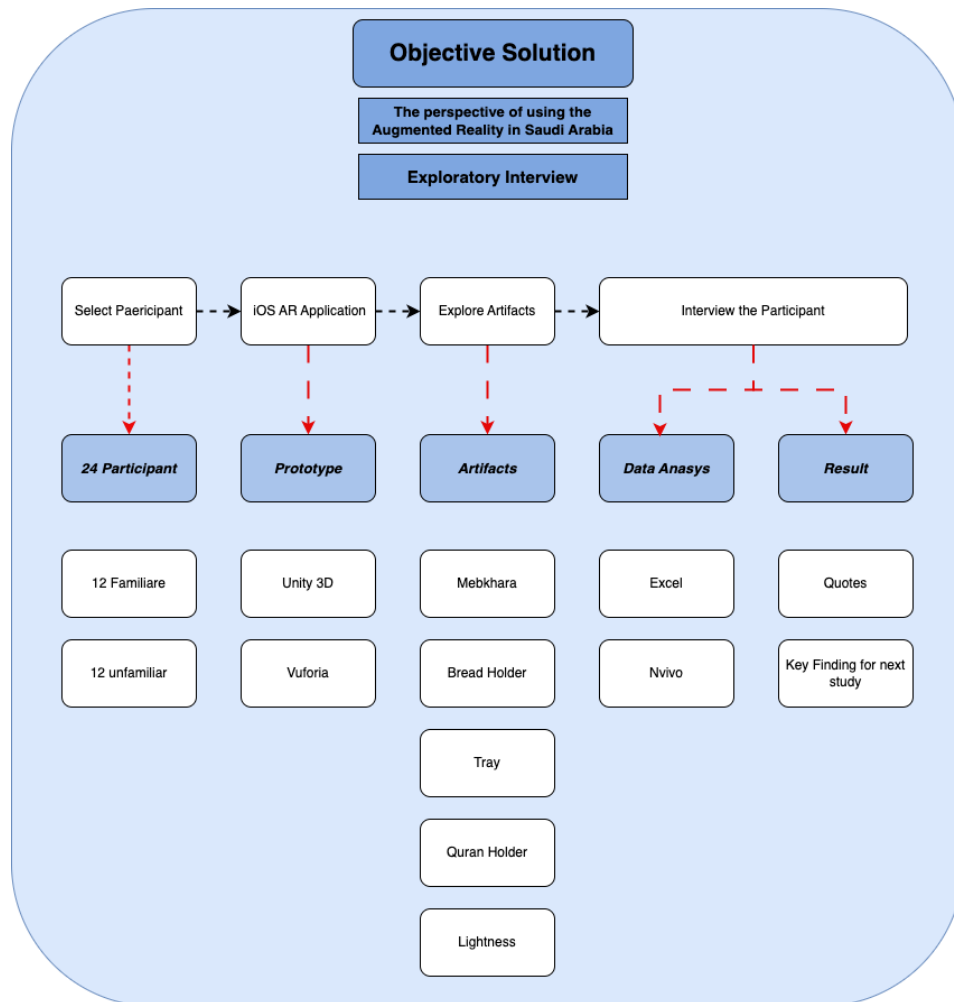 Objective Solution
The perspective of using the
Augmented Reality in Saudi Arabia
Exploratory Interview
Select Paericipant
iOS AR Application
Explore Artifacts
Interview the Participant
24 Participant
Prototype
Artifacts
Data Anasys
Result
12 Familiare
Unity 3D
Mebkhara
Excel
Quotes
12 unfamiliar
Vuforia
Bread Holder
Nvivo
Key Finding for next
study
Tray
Quran Holder
Lightness